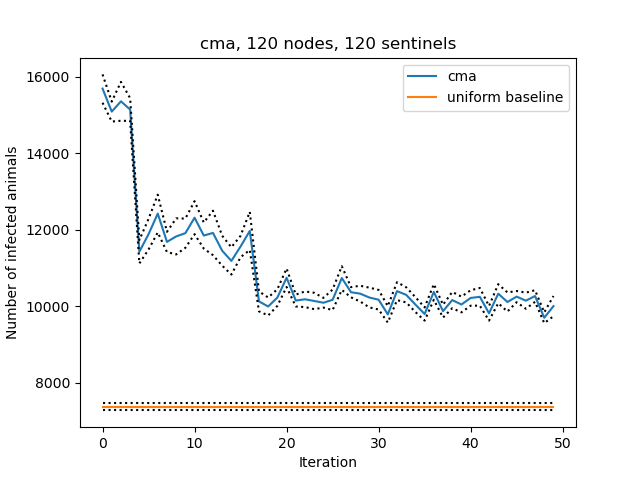 cma, 120 nodes, 120 sentinels
cma
uniform baseline
16000
14000
12000
10000
8000
Number of infected animals
0 10 20 30 40 50
Iteration